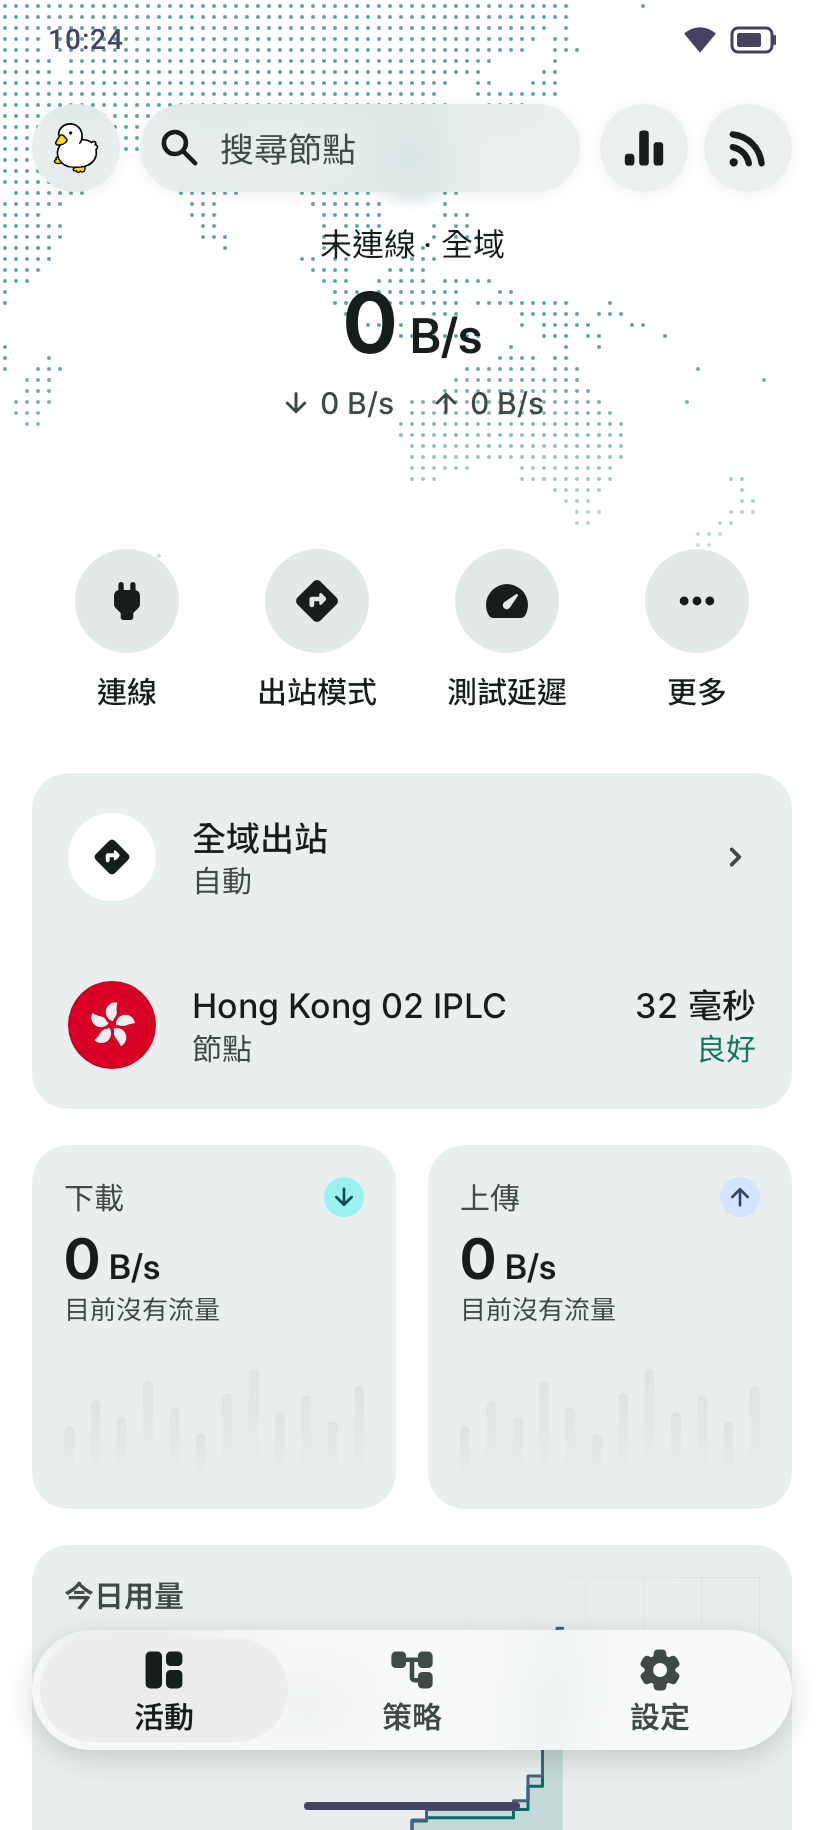 10:24
搜尋節點
未連線 · 全域
0 B/s
0 B/s 0 B/s
連線 出站模式 測試延遲 更多
全域出站
自動
Hong Kong 02 IPLC 32 毫秒
節點 良好
下載 上傳
0 B/s 0 B/s
目前沒有流量 目前沒有流量
今日用量
活動 策略 設定